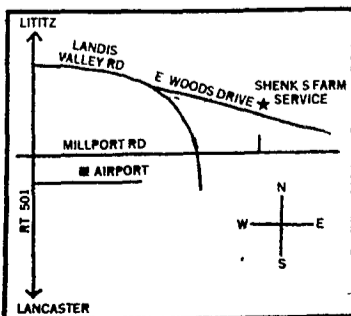 LITITZ
LANDIS
VALLEY RD
E WOODS DRIVE
SHENK S FARM
SERVICE
MILLPORT RD
AIRPORT
RT 501
N
W E
S
LANCASTER